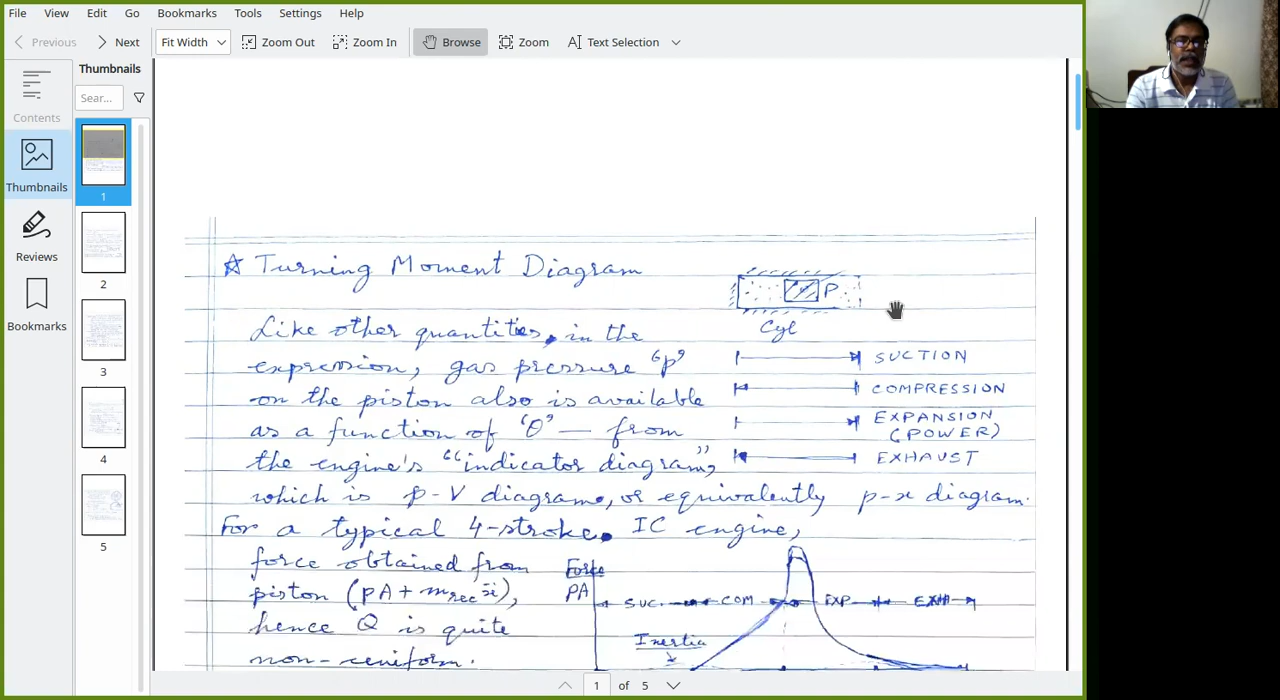 File View Edit Go Bookmarks Tools Settings Help
Previous Next Fit Width Zoom Out Zoom In Browse Zoom Text Selection
Thumbnails
Contents
Sear...
Thumbnails
1
Reviews
2
Bookmarks
3
4
5
☆ Turning Moment Diagram
P
Cyl
Like other quantities, in the
SUCTION
expression, gas pressure 'p'
COMPRESSION
on the piston also is available
EXPANSION
(POWER)
as a function of 'θ' — from
the engine's "indicator diagram",
EXHAUST
which is p-V diagram, or equivalently p-x diagram.
For a typical 4-stroke IC engine,
force obtained from
Force
piston (pA + m_rec ẍ),
PA
SUC. COM EXP EXH
hence Q is quite
Inertia
non-uniform.
1 of 5